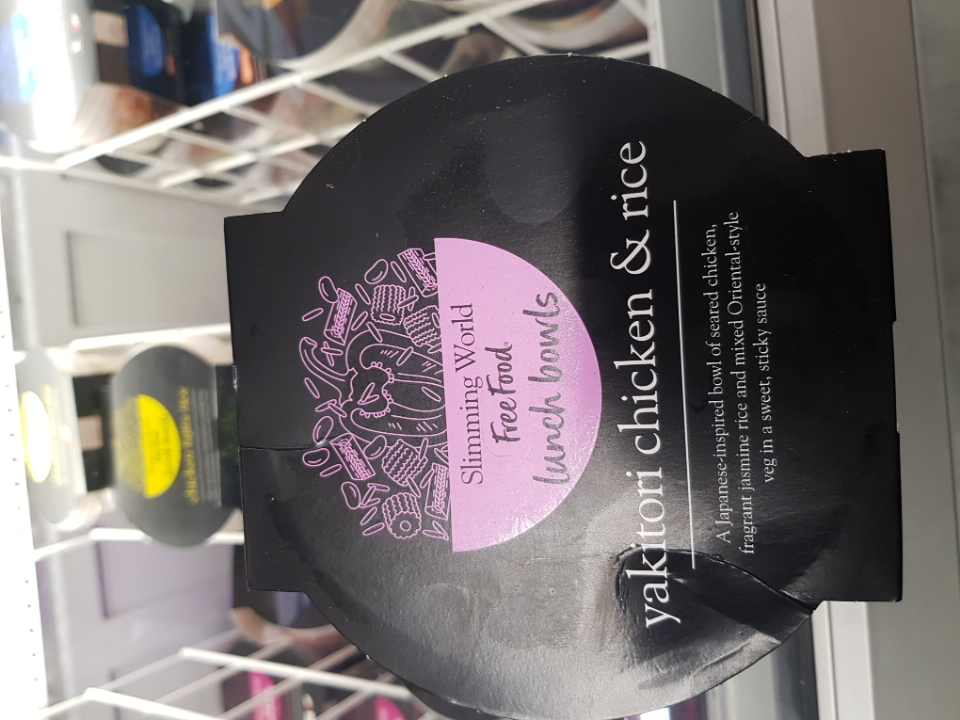 Slimming World
Free Food
lunch bowls
yakitori chicken & rice
A Japanese-inspired bowl of seared chicken,
fragrant jasmine rice and mixed Oriental-style
veg in a sweet, sticky sauce